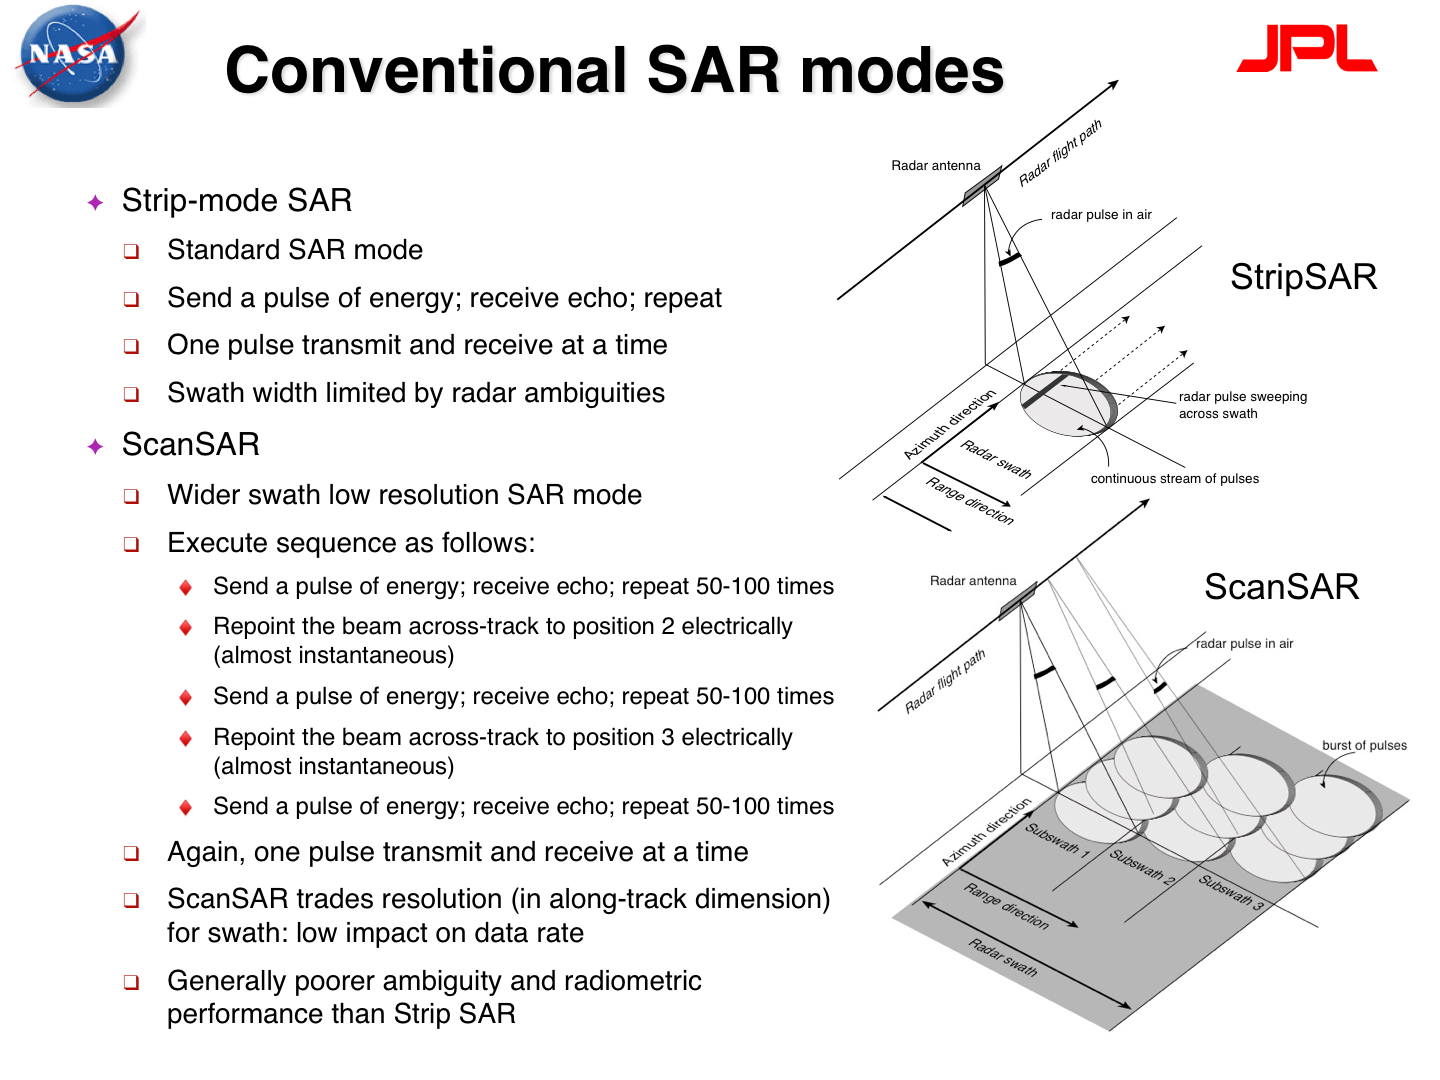 NASA
Conventional SAR modes
JPL
Strip-mode SAR
Standard SAR mode
Send a pulse of energy; receive echo; repeat
One pulse transmit and receive at a time
Swath width limited by radar ambiguities
ScanSAR
Wider swath low resolution SAR mode
Execute sequence as follows:
Send a pulse of energy; receive echo; repeat 50-100 times
Repoint the beam across-track to position 2 electrically
(almost instantaneous)
Send a pulse of energy; receive echo; repeat 50-100 times
Repoint the beam across-track to position 3 electrically
(almost instantaneous)
Send a pulse of energy; receive echo; repeat 50-100 times
Again, one pulse transmit and receive at a time
ScanSAR trades resolution (in along-track dimension)
for swath: low impact on data rate
Generally poorer ambiguity and radiometric
performance than Strip SAR
Radar antenna
Radar flight path
radar pulse in air
StripSAR
radar pulse sweeping
across swath
Azimuth direction
Radar swath
Range direction
continuous stream of pulses
Radar antenna
ScanSAR
radar pulse in air
Radar flight path
burst of pulses
Azimuth direction
Subswath 1
Subswath 2
Subswath 3
Range direction
Radar swath